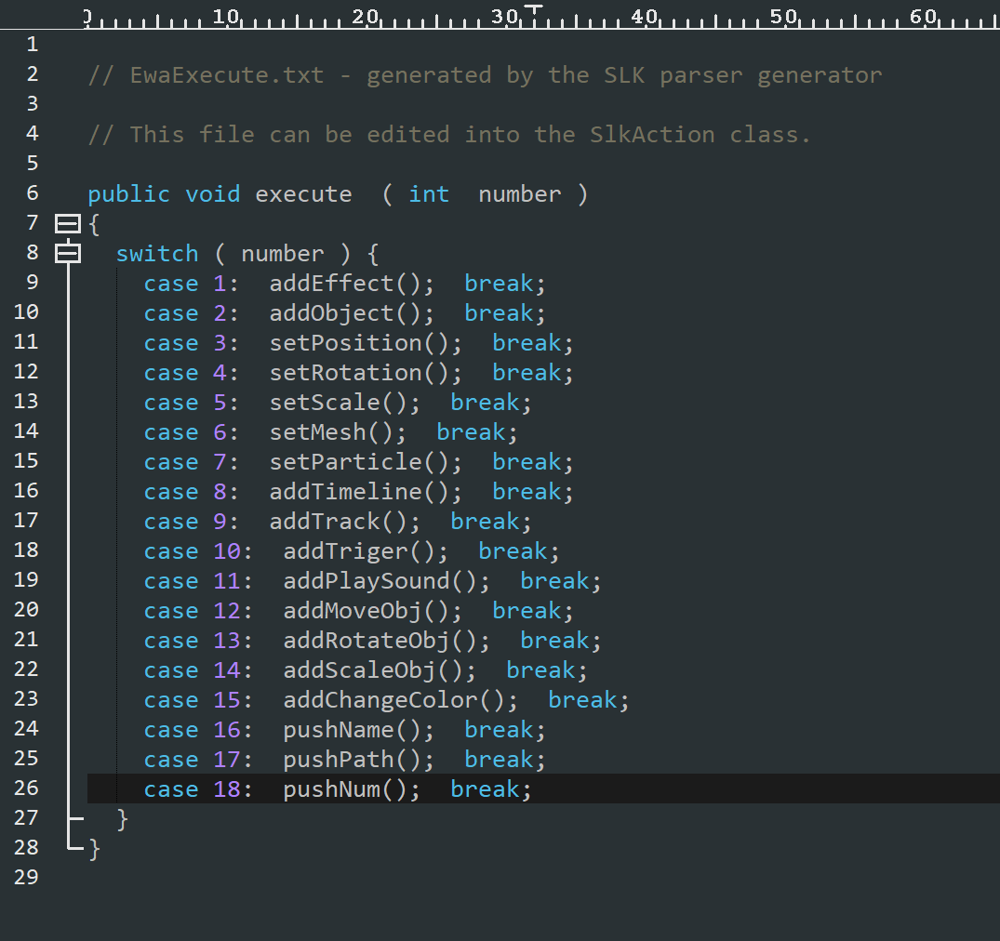 0 10 20 30 40 50 60
1
2 // EwaExecute.txt - generated by the SLK parser generator
3
4 // This file can be edited into the SlkAction class.
5
6 public void execute  ( int  number )
7 {
8   switch ( number ) {
9     case 1:  addEffect();  break;
10     case 2:  addObject();  break;
11     case 3:  setPosition();  break;
12     case 4:  setRotation();  break;
13     case 5:  setScale();  break;
14     case 6:  setMesh();  break;
15     case 7:  setParticle();  break;
16     case 8:  addTimeline();  break;
17     case 9:  addTrack();  break;
18     case 10:  addTriger();  break;
19     case 11:  addPlaySound();  break;
20     case 12:  addMoveObj();  break;
21     case 13:  addRotateObj();  break;
22     case 14:  addScaleObj();  break;
23     case 15:  addChangeColor();  break;
24     case 16:  pushName();  break;
25     case 17:  pushPath();  break;
26     case 18:  pushNum();  break;
27   }
28 }
29